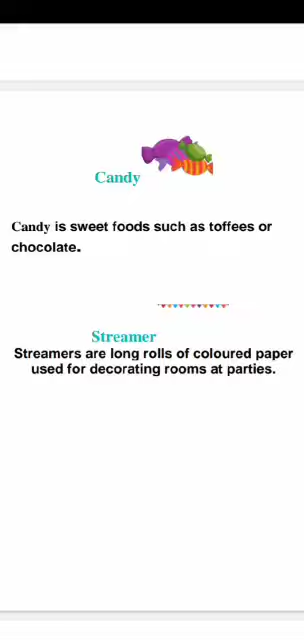 Candy
Candy is sweet foods such as toffees or
chocolate.
Streamer
Streamers are long rolls of coloured paper
used for decorating rooms at parties.